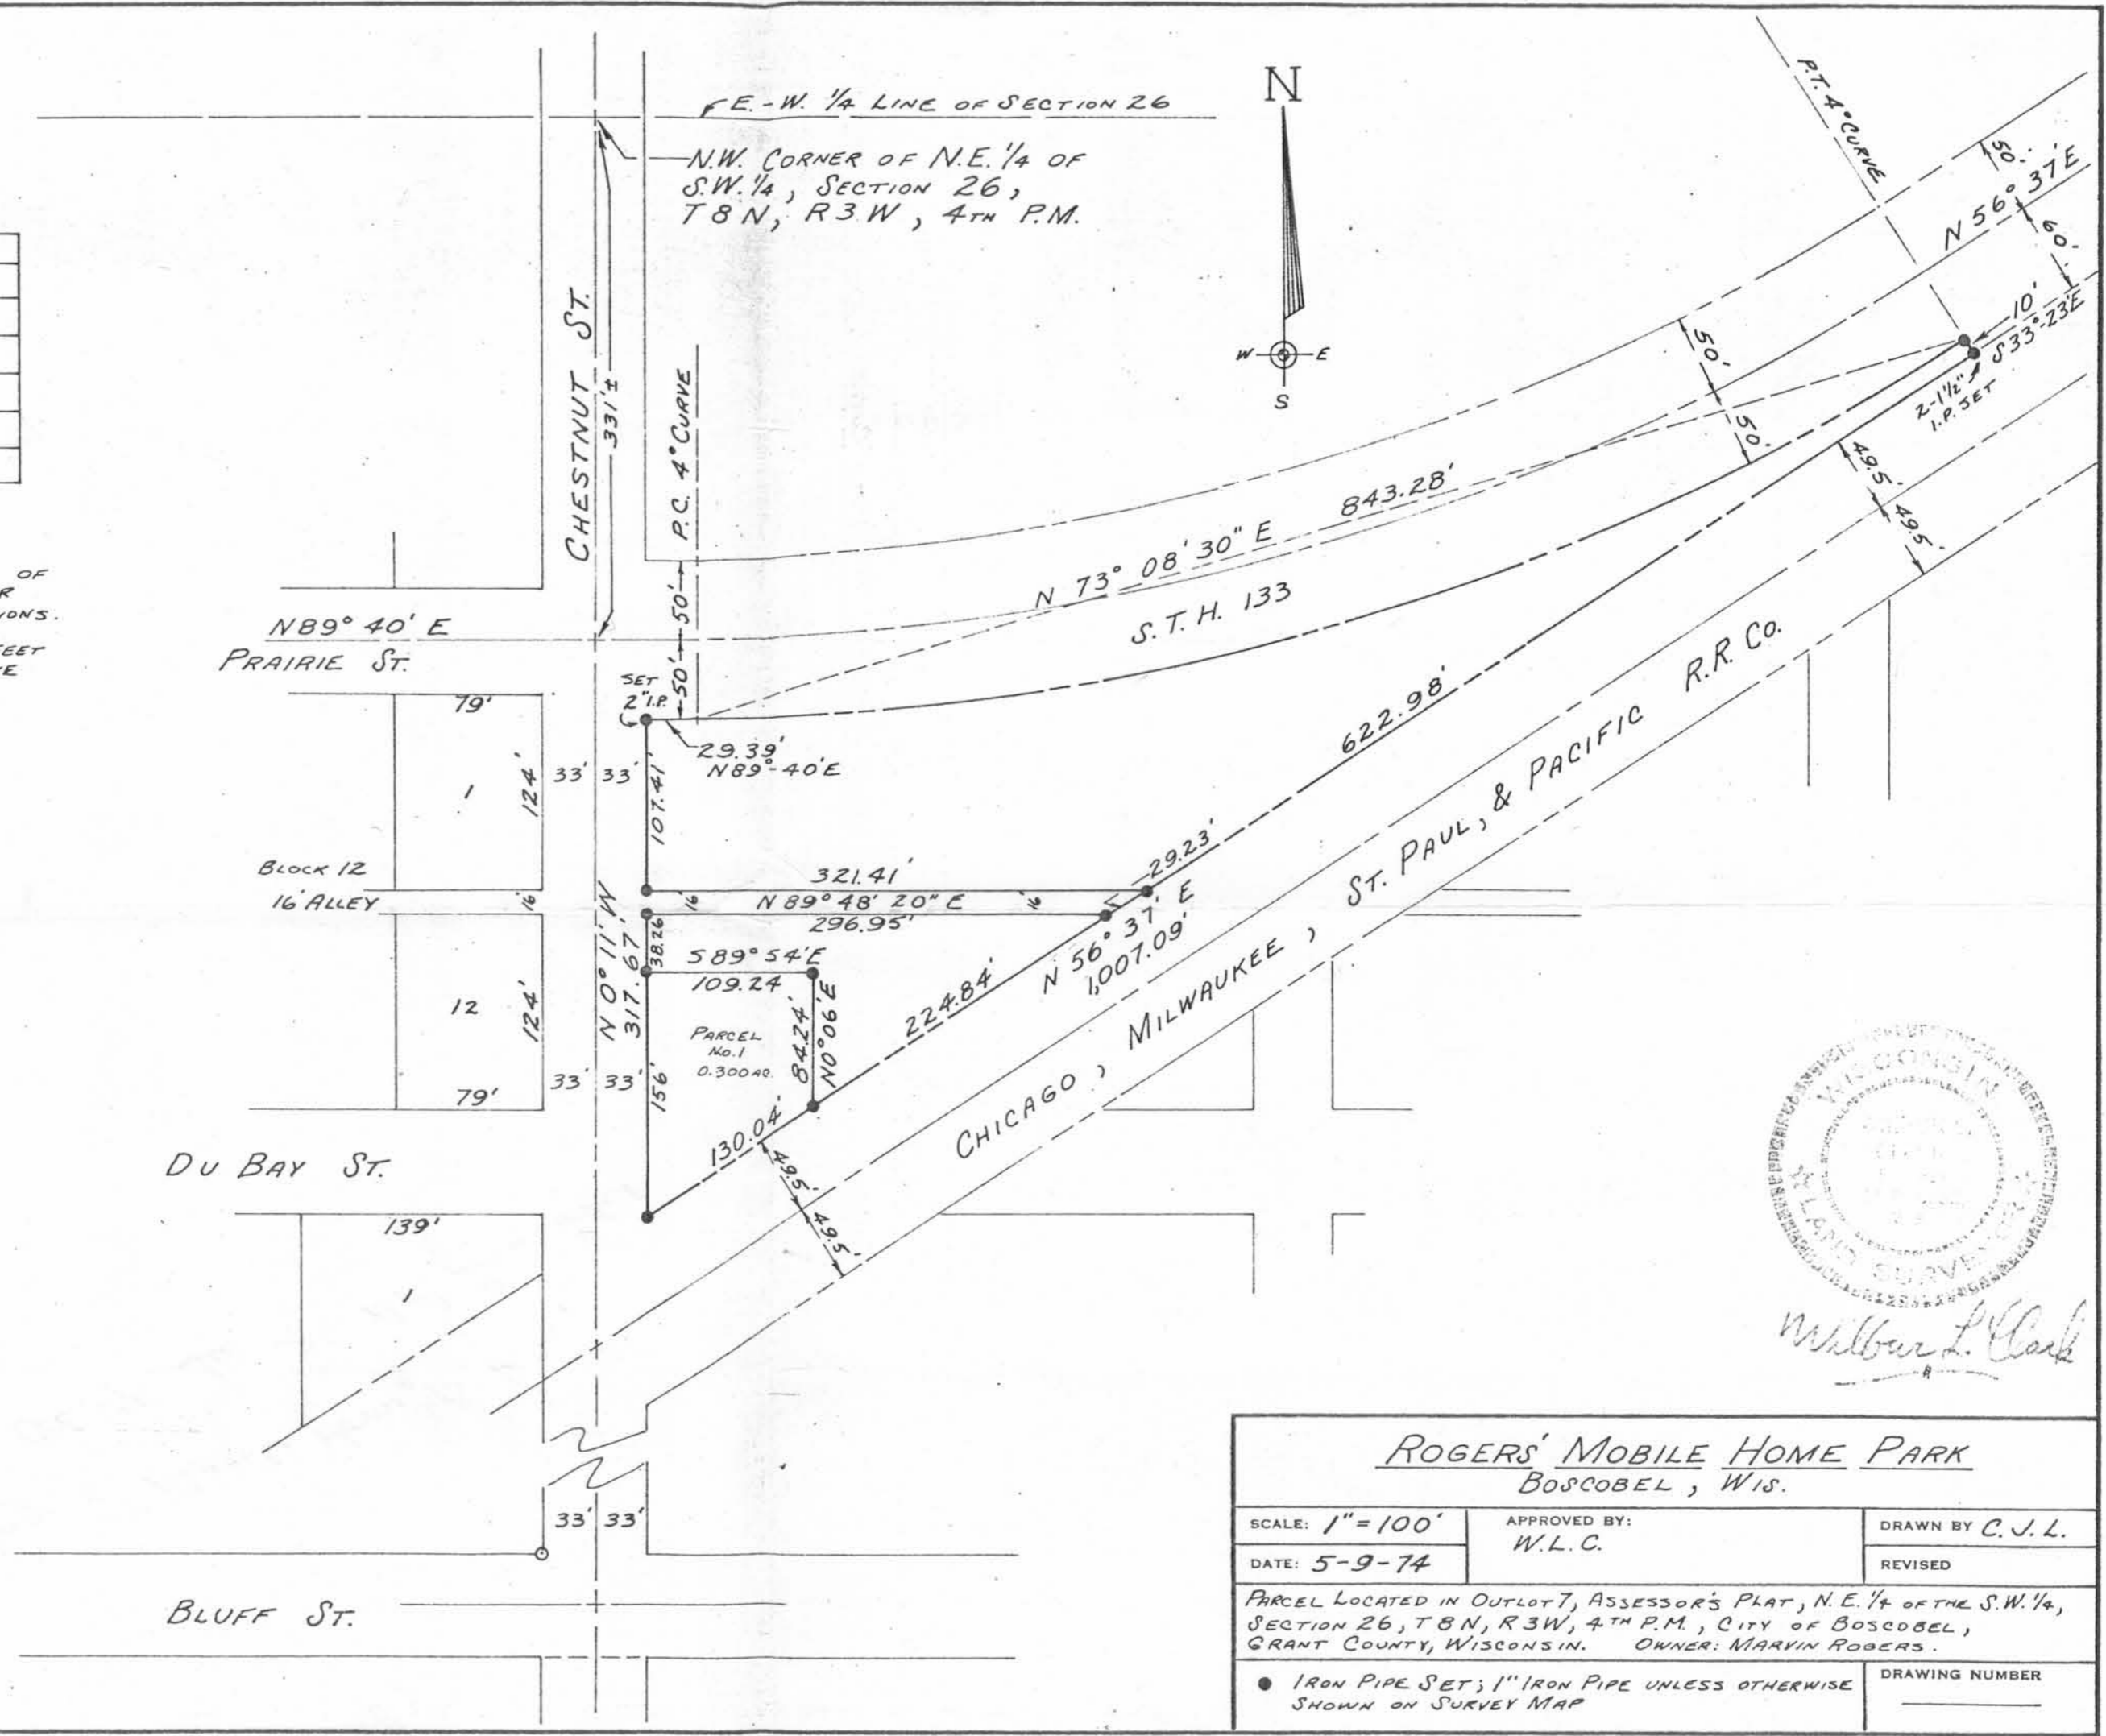 E.-W. 1/4 LINE OF SECTION 26
N.W. CORNER OF N.E. 1/4 OF
S.W. 1/4, SECTION 26,
T 8 N, R 3 W, 4TH P.M.
N
W E
S
P.T. 4° CURVE
50'
N 56° 37' E
60'
10'
S33°-23'E
2-1 1/2"
I.P. SET
CHESTNUT ST.
331'±
P.C. 4° CURVE
50'
50'
50'
50'
N 73° 08' 30" E 843.28'
S.T.H. 133
OF
R
IONS.
EET
E
N89° 40' E
PRAIRIE ST.
SET
2" I.P.
29.39'
N89°-40'E
79'
1
124'
33' 33'
107.41'
622.98'
49.5'
49.5'
BLOCK 12
16' ALLEY
16'
16'
321.41'
N 89° 48' 20" E
16'
296.95'
29.23'
N 56° 37' E
1,007.09'
38.26'
S89°54'E
109.24'
N 0° 11' W
317.67'
12
124'
79'
33' 33'
156'
PARCEL
No. 1
0.300 AC.
84.24'
N0°06'E
224.84'
130.04'
49.5'
49.5'
CHICAGO, MILWAUKEE, ST. PAUL, & PACIFIC R.R. CO.
DU BAY ST.
139'
1
33' 33'
BLUFF ST.
WISCONSIN
LAND SURVEYOR
Wilbur L. Clark
ROGERS' MOBILE HOME PARK
BOSCOBEL, WIS.
SCALE: 1"=100'
APPROVED BY:
W.L.C.
DRAWN BY C.J.L.
DATE: 5-9-74
REVISED
PARCEL LOCATED IN OUTLOT 7, ASSESSOR'S PLAT, N.E. 1/4 OF THE S.W. 1/4,
SECTION 26, T 8 N, R 3 W, 4TH P.M., CITY OF BOSCOBEL,
GRANT COUNTY, WISCONSIN. OWNER: MARVIN ROGERS.
● IRON PIPE SET; 1" IRON PIPE UNLESS OTHERWISE
SHOWN ON SURVEY MAP
DRAWING NUMBER